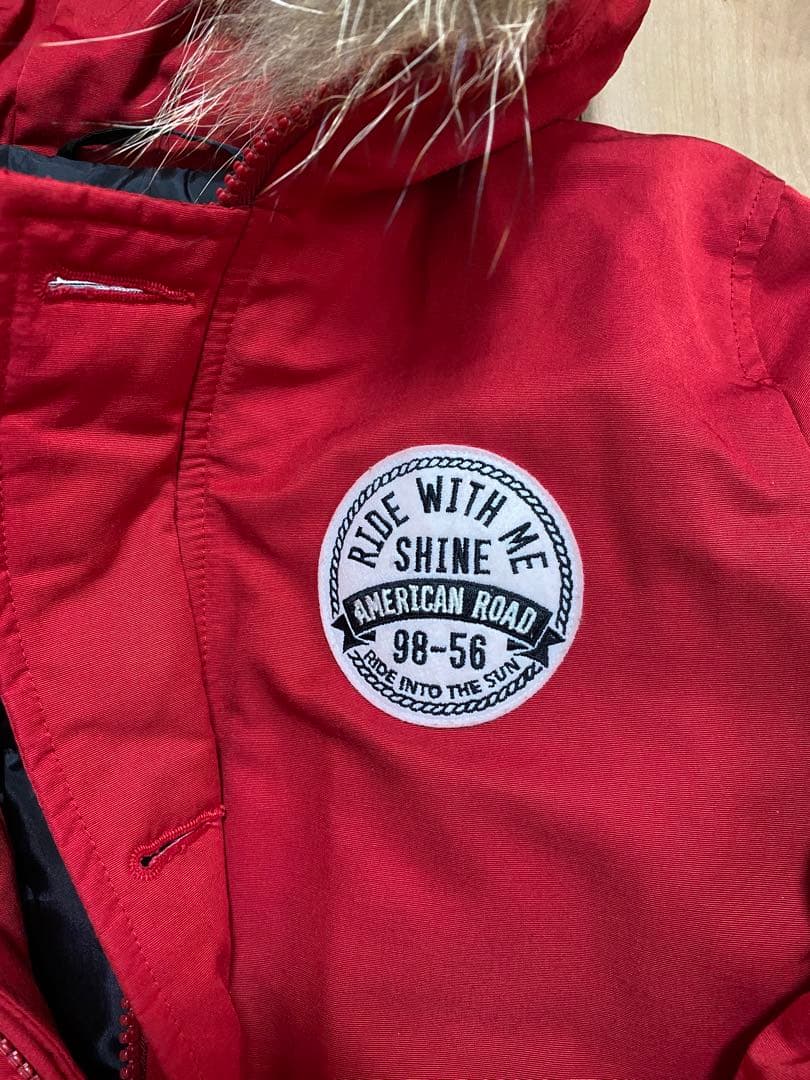 RIDE WITH ME
SHINE
AMERICAN ROAD
98-56
RIDE INTO THE SUN